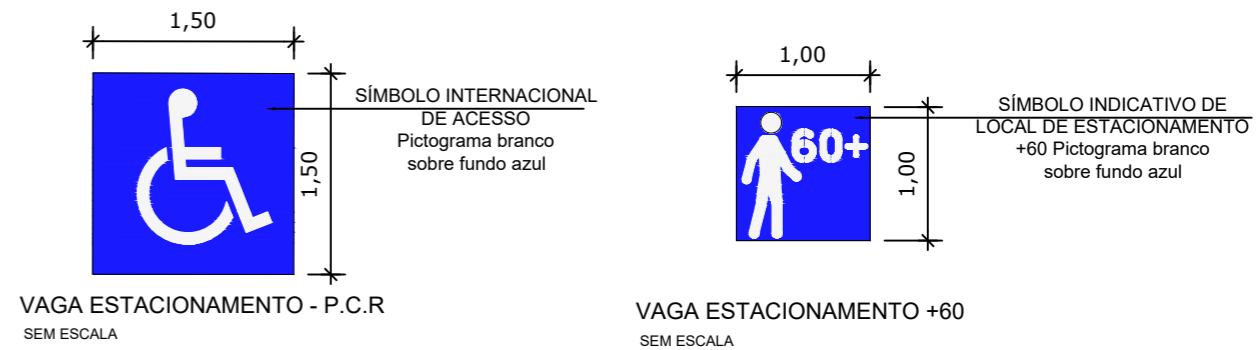 1,50
1,50
SÍMBOLO INTERNACIONAL
DE ACESSO
Pictograma branco
sobre fundo azul
VAGA ESTACIONAMENTO - P.C.R
SEM ESCALA
1,00
60+
1,00
SÍMBOLO INDICATIVO DE
LOCAL DE ESTACIONAMENTO
+60 Pictograma branco
sobre fundo azul
VAGA ESTACIONAMENTO +60
SEM ESCALA